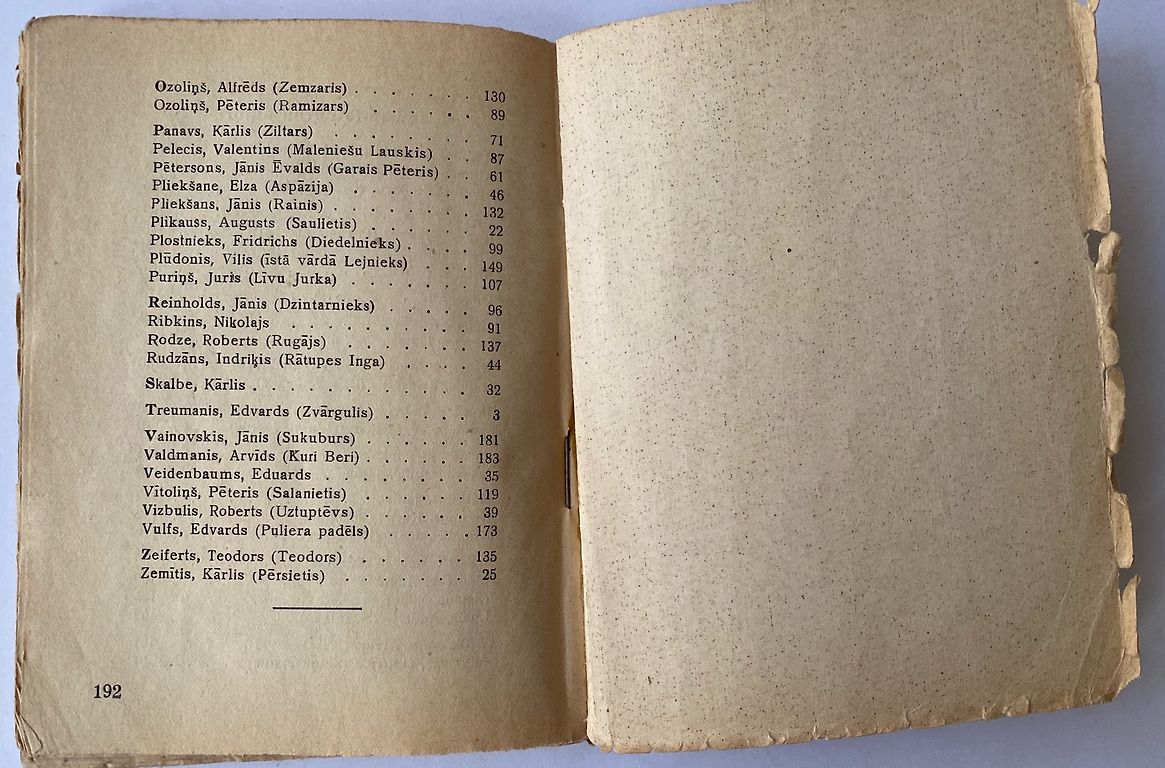 Ozoliņš, Alfrēds (Zemzaris) . . . . . . . 130
Ozoliņš, Pēteris (Ramizars) . . . . . . 89
Panavs, Kārlis (Ziltars) . . . . . . . 71
Pelecis, Valentins (Maleniešu Lauskis) . . 87
Pētersons, Jānis Ēvalds (Garais Pēteris) . . 61
Pliekšane, Elza (Aspāzija) . . . . . . 46
Pliekšans, Jānis (Rainis) . . . . . . . . 132
Plikauss, Augusts (Saulietis) . . . . . . 22
Plostnieks, Fridrichs (Diedelnieks) . . . . 99
Plūdonis, Vilis (īstā vārdā Lejnieks) . . . 149
Puriņš, Juris (Līvu Jurka) . . . . . . . 107
Reinholds, Jānis (Dzintarnieks) . . . . . 96
Ribkins, Nikolajs . . . . . . . . . . 91
Rodze, Roberts (Rugājs) . . . . . . . 137
Rudzāns, Indriķis (Rātupes Inga) . . . . 44
Skalbe, Kārlis . . . . . . . . . . . . 32
Treumanis, Edvards (Zvārgulis) . . . . . 3
Vainovskis, Jānis (Sukuburs) . . . . . . 181
Valdmanis, Arvīds (Kuri Beri) . . . . . . 183
Veidenbaums, Eduards . . . . . . . . 35
Vītoliņš, Pēteris (Salanietis) . . . . . . 119
Vizbulis, Roberts (Uztuptēvs) . . . . . . 39
Vulfs, Edvards (Puliera padēls) . . . . . 173
Zeiferts, Teodors (Teodors) . . . . . . 135
Zemītis, Kārlis (Pērsietis) . . . . . . . 25
192